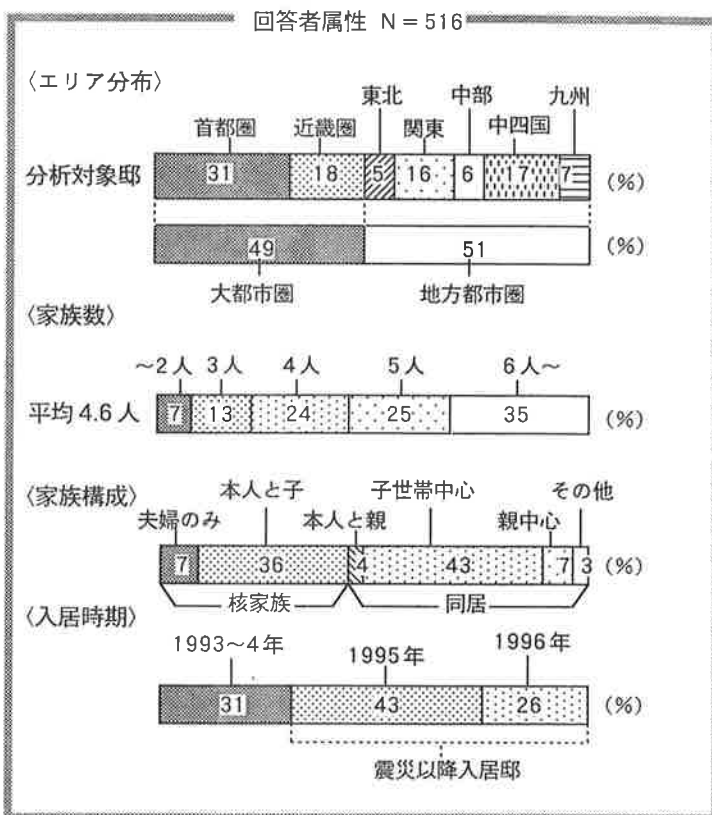 回答者属性 N=516
〈エリア分布〉
東北 中部 九州
首都圏 近畿圏 関東 中四国
分析対象邸 31 18 5 16 6 17 7 (%)
49 51 (%)
大都市圏 地方都市圏
〈家族数〉
~2人 3人 4人 5人 6人~
平均4.6人 7 13 24 25 35 (%)
〈家族構成〉 本人と子 子世帯中心 その他
夫婦のみ 本人と親 親中心
7 36 4 43 7 3 (%)
核家族 同居
〈入居時期〉
1993~4年 1995年 1996年
31 43 26 (%)
震災以降入居邸